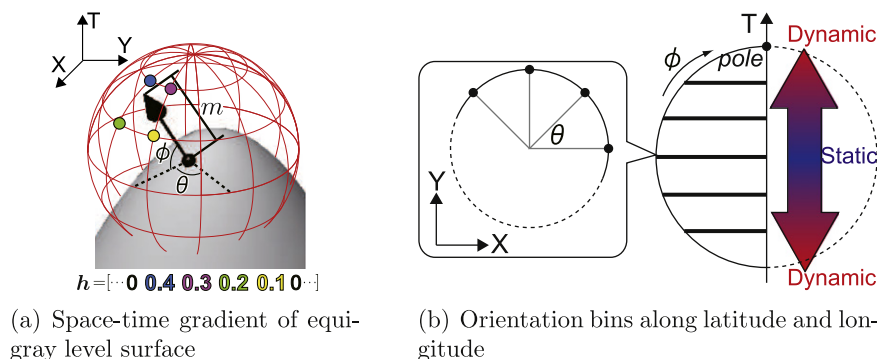 T
Y
X
m
ϕ
θ
h=[··· 0 0.4 0.3 0.2 0.1 0···]
(a) Space-time gradient of equi-
gray level surface
T
Dynamic
ϕ
pole
θ
Y
X
Static
Dynamic
(b) Orientation bins along latitude and lon-
gitude